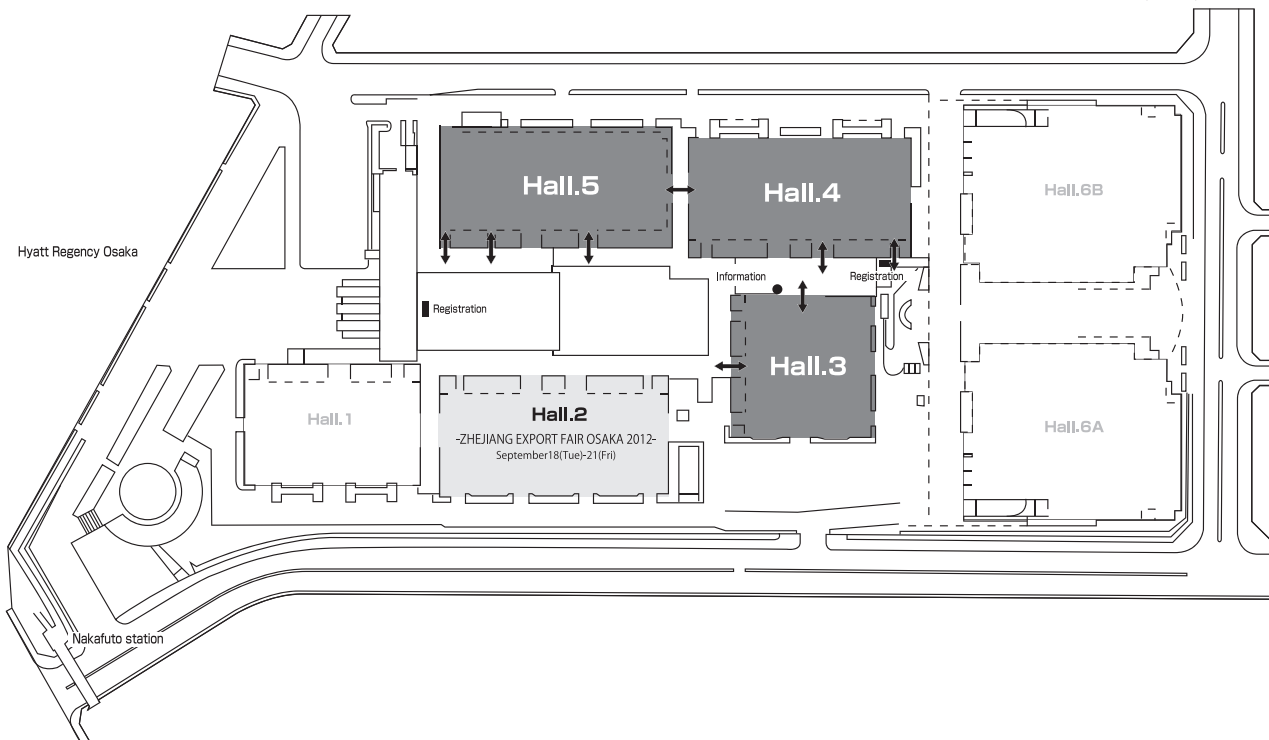 Hall.5
Hall.4
Hall.6B
Hyatt Regency Osaka
Information
Registration
Registration
Hall.3
Hall.1
Hall.2
-ZHEJIANG EXPORT FAIR OSAKA 2012-
September18(Tue)-21(Fri)
Hall.6A
Nakafuto station